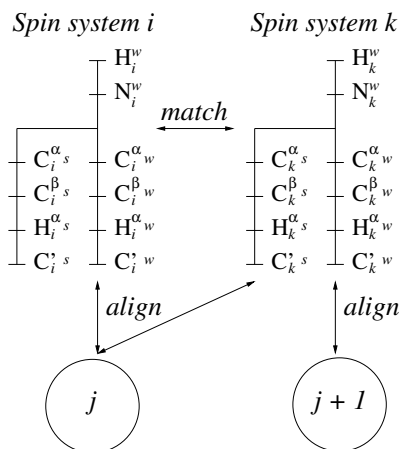 Spin system i Spin system k
H_i^w H_k^w
N_i^w N_k^w
match
C_i^α s C_i^α w C_k^α s C_k^α w
C_i^β s C_i^β w C_k^β s C_k^β w
H_i^α s H_i^α w H_k^α s H_k^α w
C'_i s C'_i w C'_k s C'_k w
align align
j j + 1